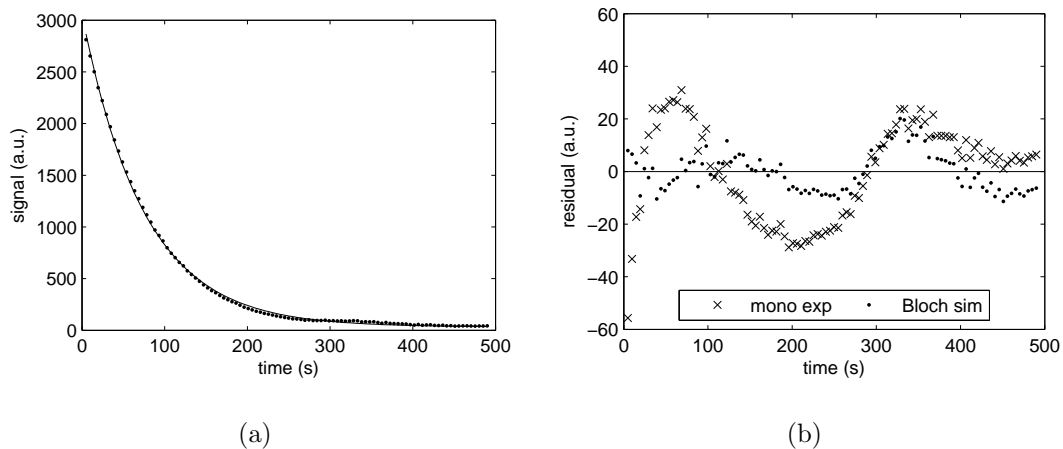 3000
2500
2000
1500
1000
500
0
signal (a.u.)
0 100 200 300 400 500
time (s)
(a)
60
40
20
0
−20
−40
−60
residual (a.u.)
mono exp Bloch sim
0 100 200 300 400 500
time (s)
(b)